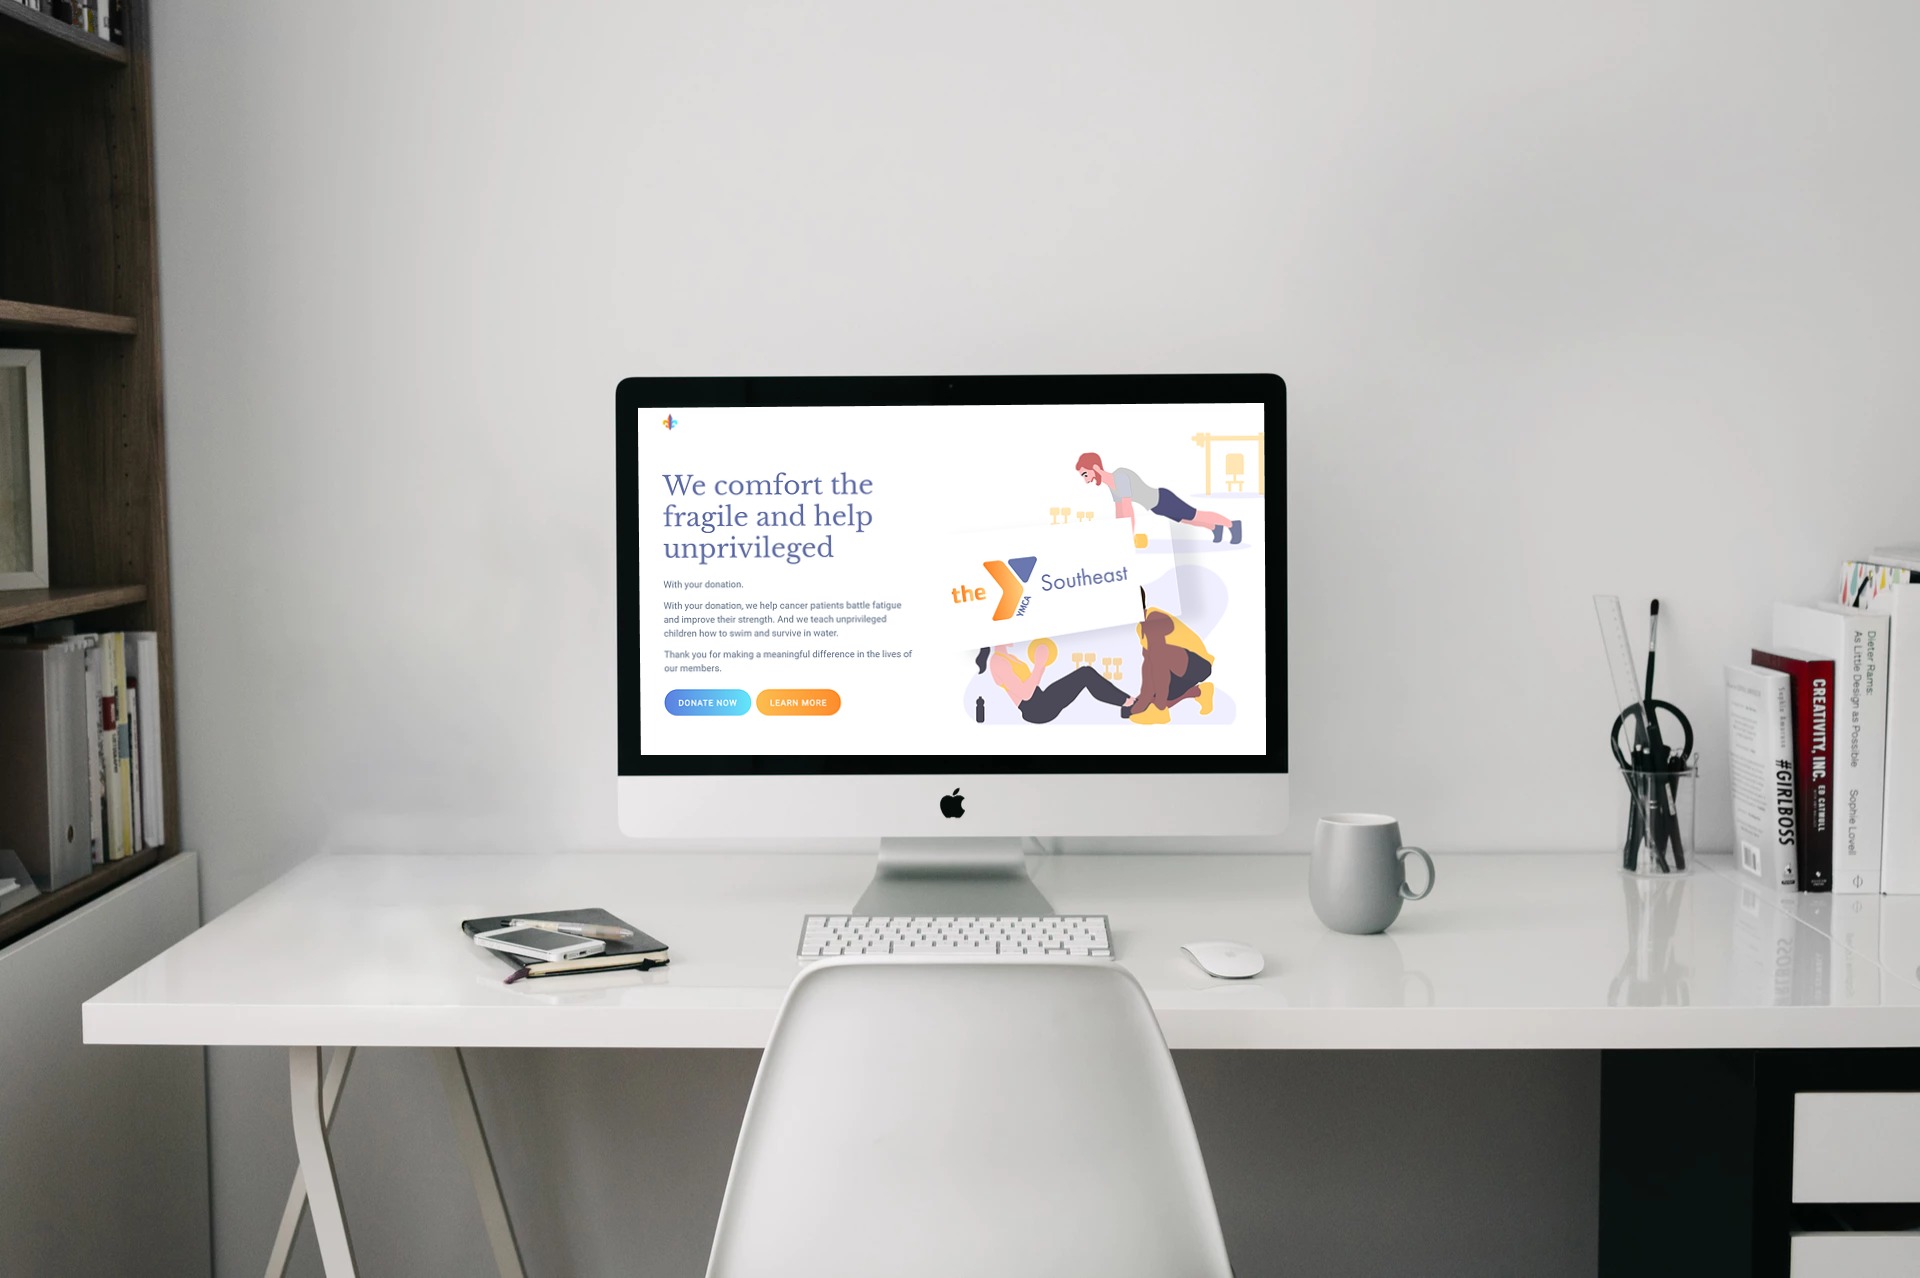 We comfort the
fragile and help
unprivileged
With your donation.
With your donation, we help cancer patients battle fatigue
and improve their strength. And we teach unprivileged
children how to swim and survive in water.
Thank you for making a meaningful difference in the lives of
our members.
DONATE NOW
LEARN MORE
the
YMCA
Southeast
Sophia Amoruso
#GIRLBOSS
CREATIVITY, INC.
ED CATMULL
Dieter Rams:
As Little Design as Possible
Sophie Lovell